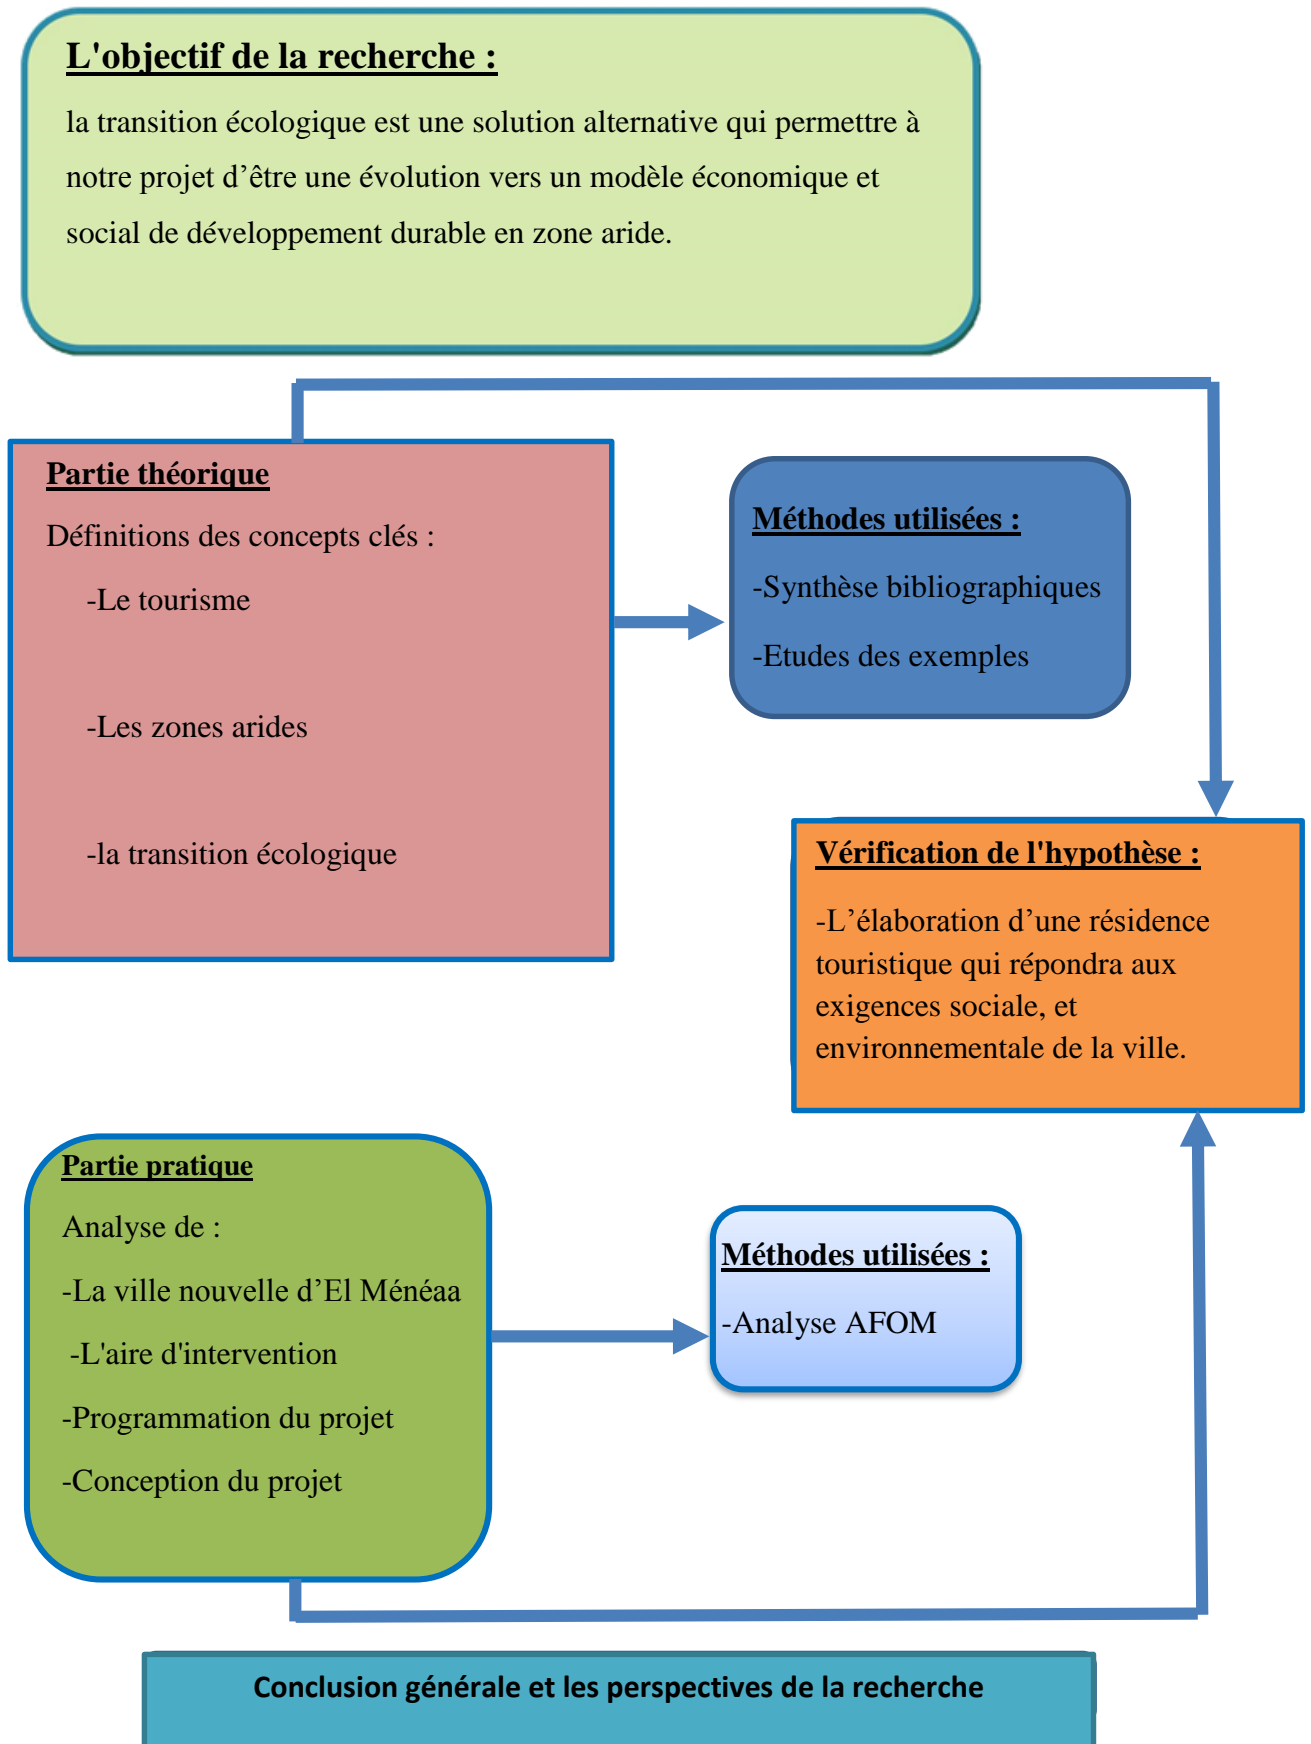 L'objectif de la recherche :
la transition écologique est une solution alternative qui permettre à
notre projet d’être une évolution vers un modèle économique et
social de développement durable en zone aride.
Partie théorique
Définitions des concepts clés :
-Le tourisme
-Les zones arides
-la transition écologique
Méthodes utilisées :
-Synthèse bibliographiques
-Etudes des exemples
Vérification de l'hypothèse :
-L’élaboration d’une résidence
touristique qui répondra aux
exigences sociale, et
environnementale de la ville.
Partie pratique
Analyse de :
-La ville nouvelle d’El Ménéaa
-L'aire d'intervention
-Programmation du projet
-Conception du projet
Méthodes utilisées :
-Analyse AFOM
Conclusion générale et les perspectives de la recherche